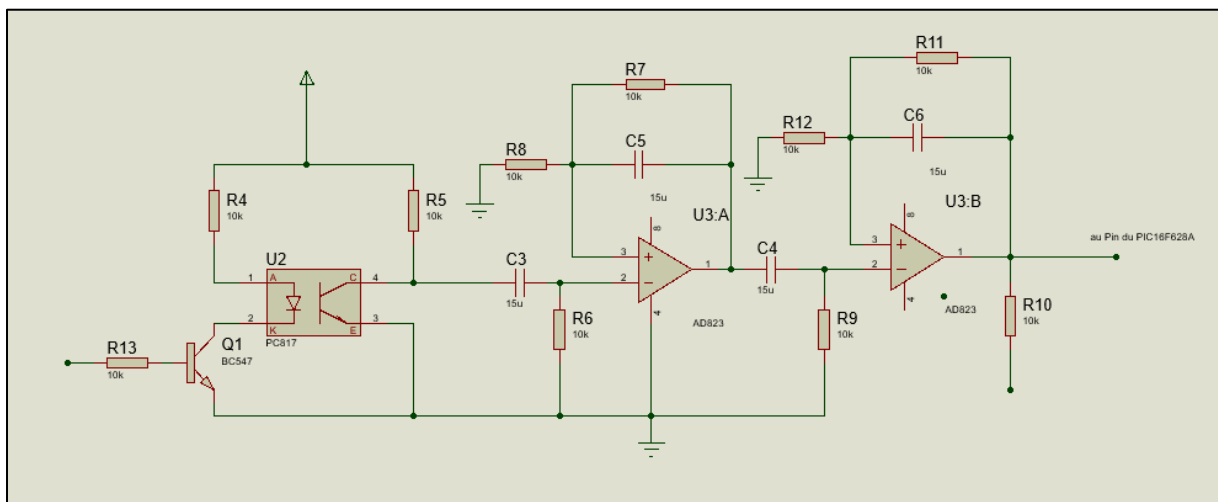 R11
10k
R7
10k
C6
R12
10k
15u
C5
R8
10k
15u
U3:A
U3:B
R4
10k
R5
10k
8
8
au Pin du PIC16F628A
U2
3
1
2
4
AD823
3
1
2
4
AD823
C3
15u
C4
15u
1
A
C
4
2
K
E
3
PC817
R6
10k
R9
10k
R10
10k
R13
10k
Q1
BC547